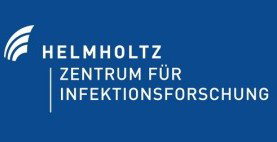 HELMHOLTZ
ZENTRUM FÜR
INFEKTIONSFORSCHUNG